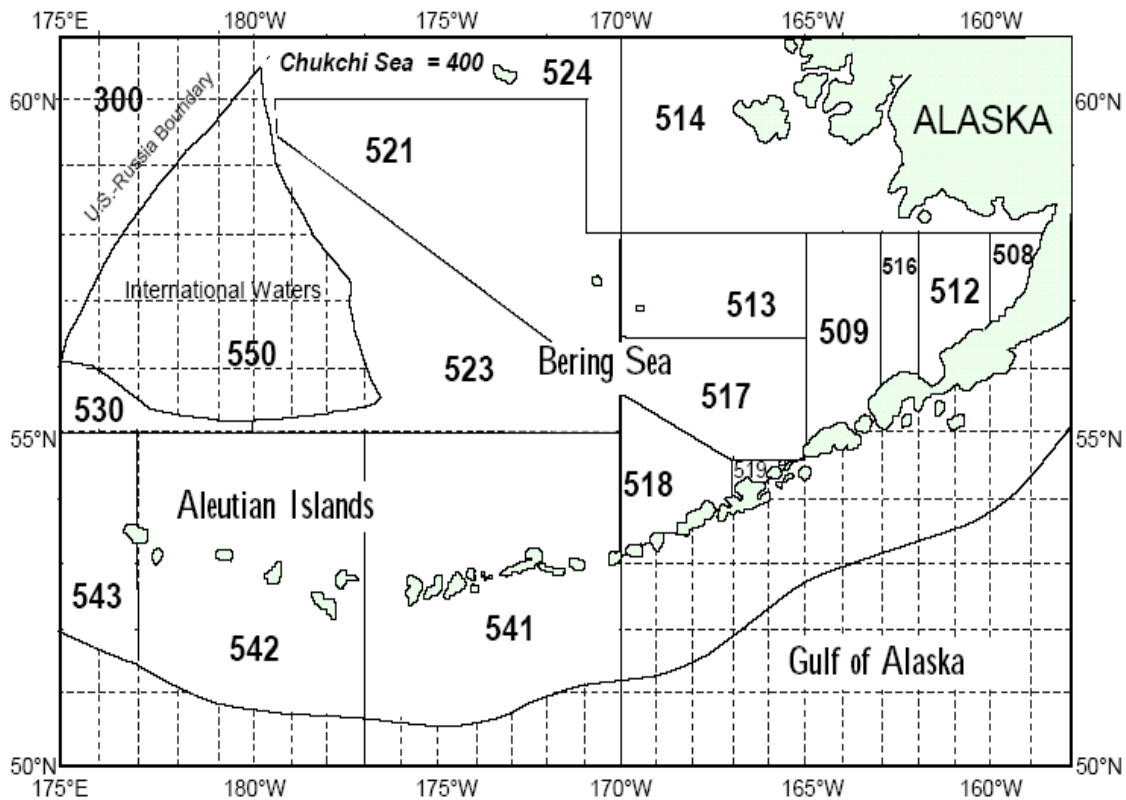 175°E 180°W 175°W 170°W 165°W 160°W
Chukchi Sea = 400
524
60°N
300
60°N
U.S.-Russia Boundary
514
ALASKA
521
508
516
512
International Waters
513
509
550
523
Bering Sea
517
530
55°N
55°N
519
518
Aleutian Islands
543
542
541
Gulf of Alaska
50°N
50°N
175°E 180°W 175°W 170°W 165°W 160°W